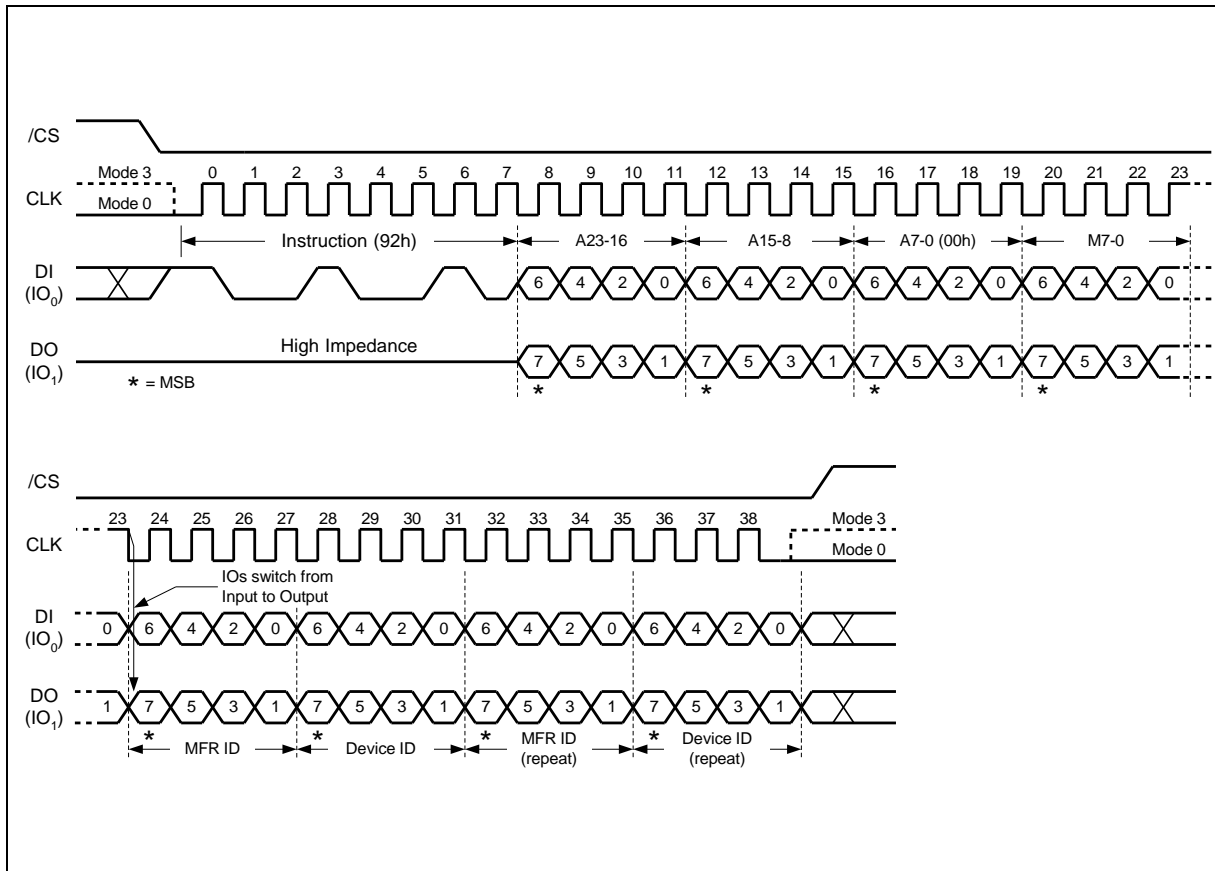 /CS
Mode 3 0 1 2 3 4 5 6 7 8 9 10 11 12 13 14 15 16 17 18 19 20 21 22 23
CLK Mode 0
Instruction (92h) A23-16 A15-8 A7-0 (00h) M7-0
DI
(IO0) 6 4 2 0 6 4 2 0 6 4 2 0 6 4 2 0
High Impedance
DO
(IO1) 7 5 3 1 7 5 3 1 7 5 3 1 7 5 3 1
* = MSB * * * *
/CS
23 24 25 26 27 28 29 30 31 32 33 34 35 36 37 38 Mode 3
CLK Mode 0
IOs switch from
Input to Output
DI
(IO0) 0 6 4 2 0 6 4 2 0 6 4 2 0 6 4 2 0
DO
(IO1) 1 7 5 3 1 7 5 3 1 7 5 3 1 7 5 3 1
* * * *
MFR ID Device ID MFR ID
(repeat) Device ID
(repeat)